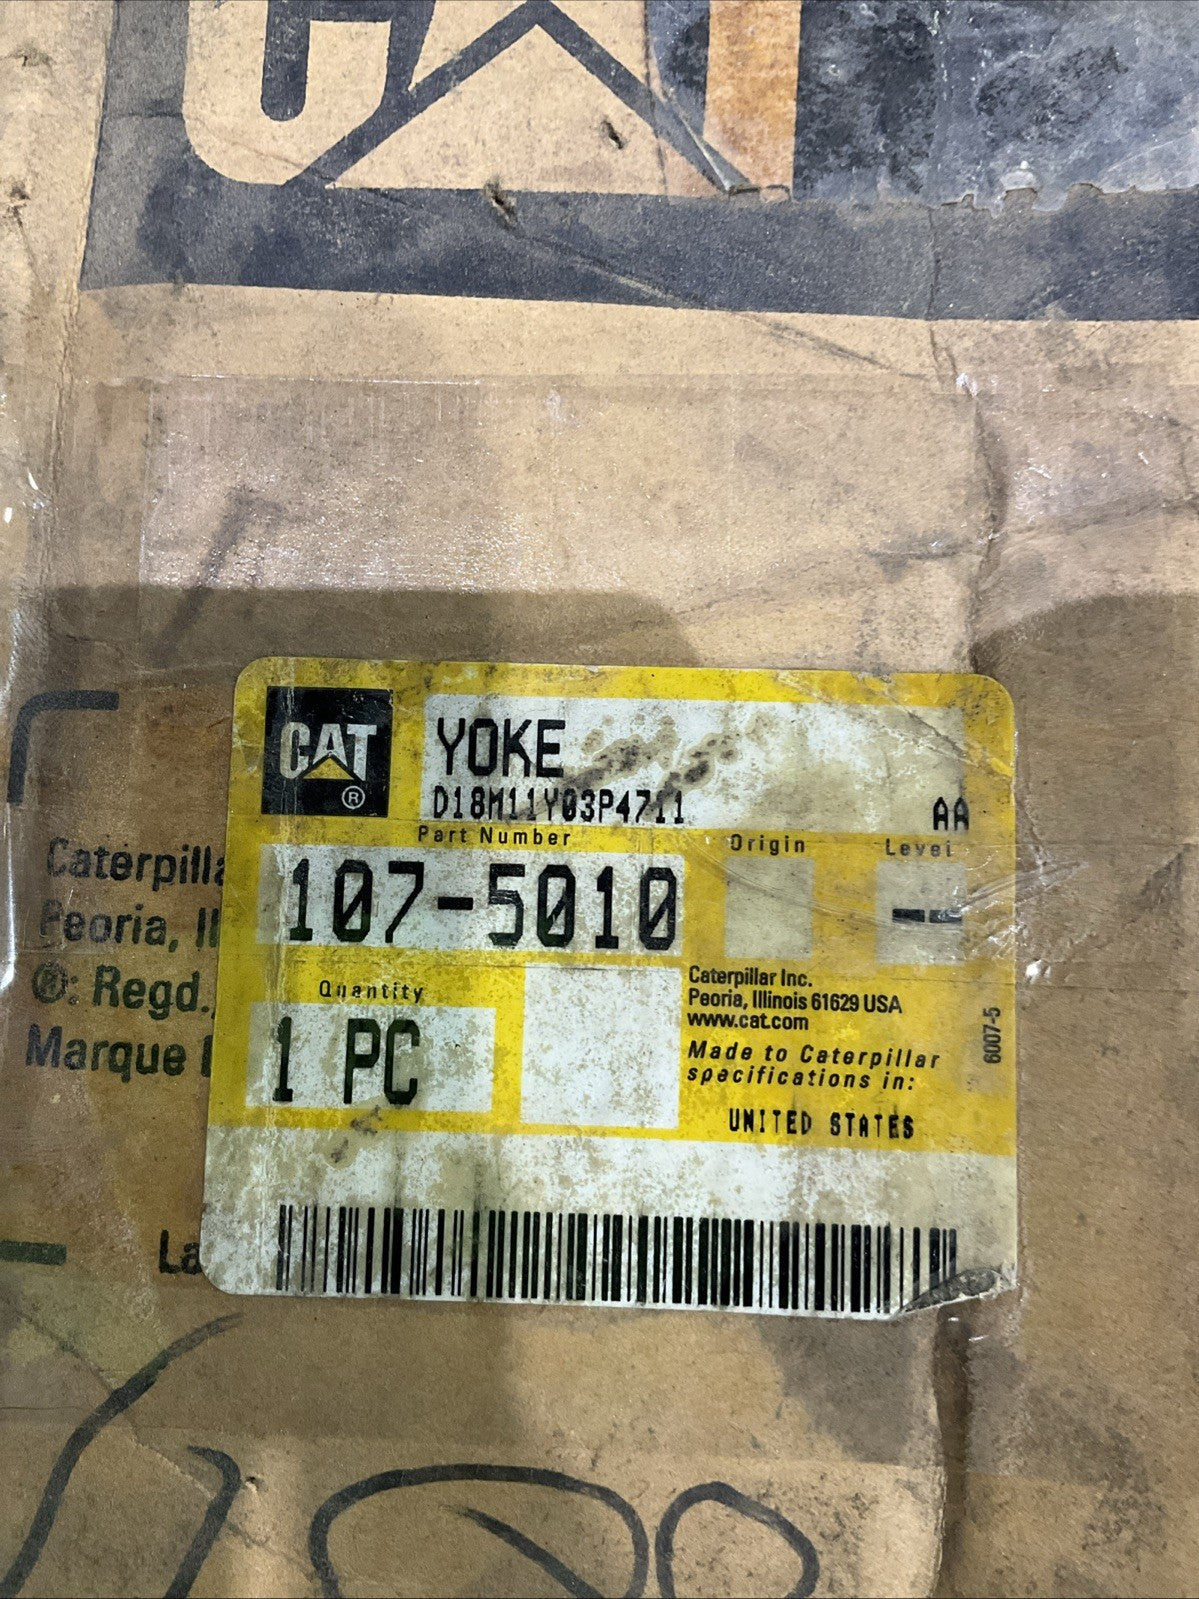 CAT
CAT ®
YOKE
D18M11Y03P4711
AA
Part Number
Origin
Level
107-5010
--
Quantity
1 PC
Caterpillar Inc.
Peoria, Illinois 61629 USA
www.cat.com
Made to Caterpillar
specifications in:
UNITED STATES
6007-5
Caterpilla
Peoria, Il
®: Regd.
Marque
La